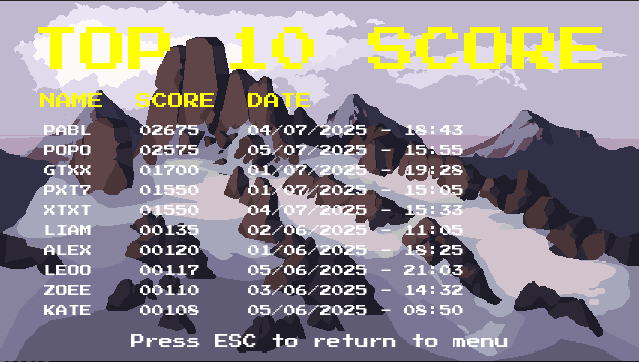 TOP 10 SCORE
NAME SCORE DATE
PABL 02675 04/07/2025 - 18:43
POPO 02575 05/07/2025 - 15:55
GTXX 01700 01/07/2025 - 19:28
PXT7 01550 01/07/2025 - 15:05
XTXT 01550 04/07/2025 - 15:33
LIAM 00135 02/06/2025 - 11:05
ALEX 00120 01/06/2025 - 18:25
LEOO 00117 05/06/2025 - 21:03
ZOEE 00110 03/06/2025 - 14:32
KATE 00108 05/06/2025 - 08:50
Press ESC to return to menu